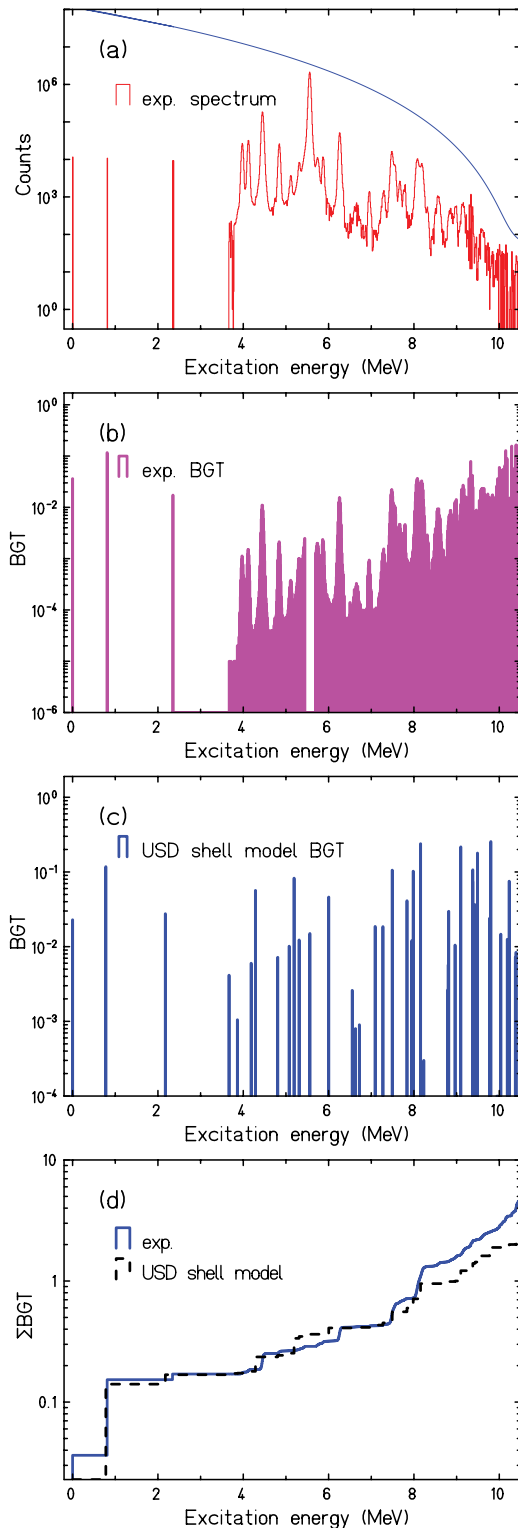 (a)
exp. spectrum
Counts
10⁶
10³
10⁰
0 2 4 6 8 10
Excitation energy (MeV)
(b)
exp. BGT
BGT
10⁰
10⁻²
10⁻⁴
10⁻⁶
0 2 4 6 8 10
Excitation energy (MeV)
(c)
USD shell model BGT
BGT
10⁰
10⁻¹
10⁻²
10⁻³
10⁻⁴
0 2 4 6 8 10
Excitation energy (MeV)
(d)
exp.
USD shell model
ΣBGT
10
1
0.1
0 2 4 6 8 10
Excitation energy (MeV)